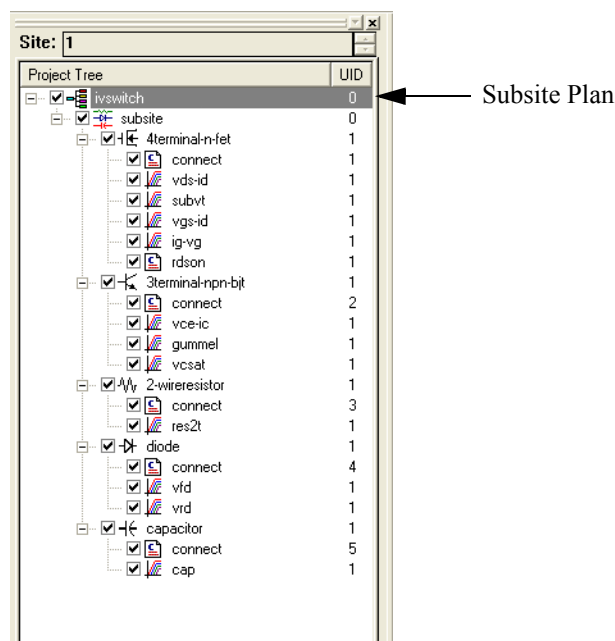 Site: 1
Project Tree UID
ivswitch 0 Subsite Plan
subsite 0
4terminal-n-fet 1
connect 1
vds-id 1
subvt 1
vgs-id 1
ig-vg 1
rdson 1
3terminal-npn-bjt 1
connect 2
vce-ic 1
gummel 1
vcsat 1
2-wireresistor 1
connect 3
res2t 1
diode 1
connect 4
vfd 1
vrd 1
capacitor 1
connect 5
cap 1